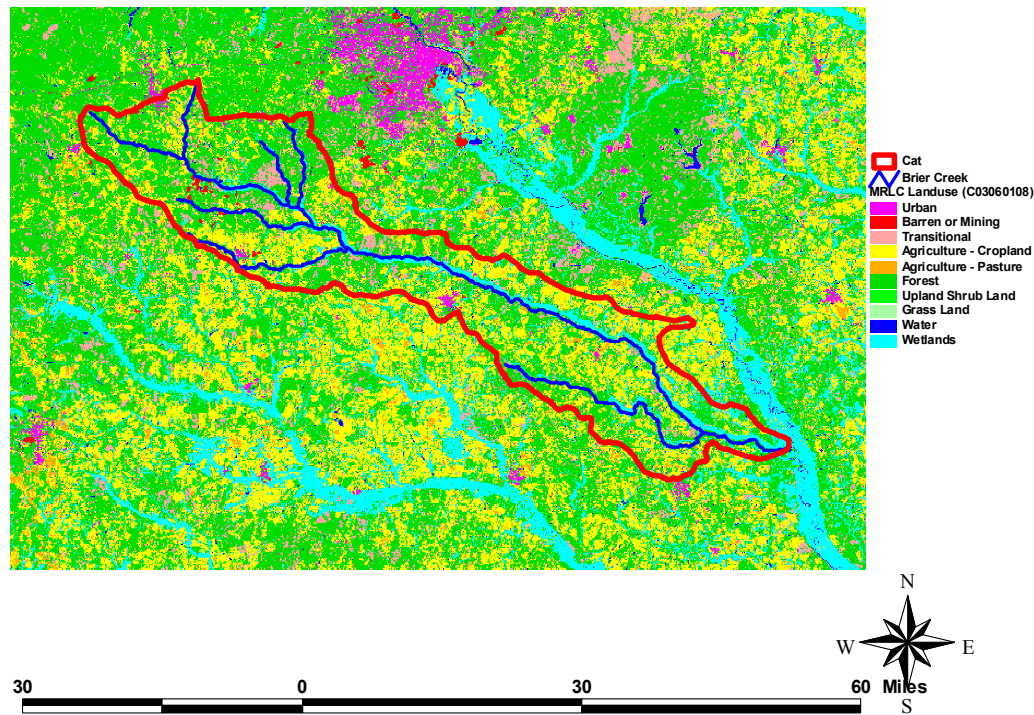 Cat
Brier Creek
MRLC Landuse (C03060108)
Urban
Barren or Mining
Transitional
Agriculture - Cropland
Agriculture - Pasture
Forest
Upland Shrub Land
Grass Land
Water
Wetlands
N
W E
S
30 0 30 60 Miles